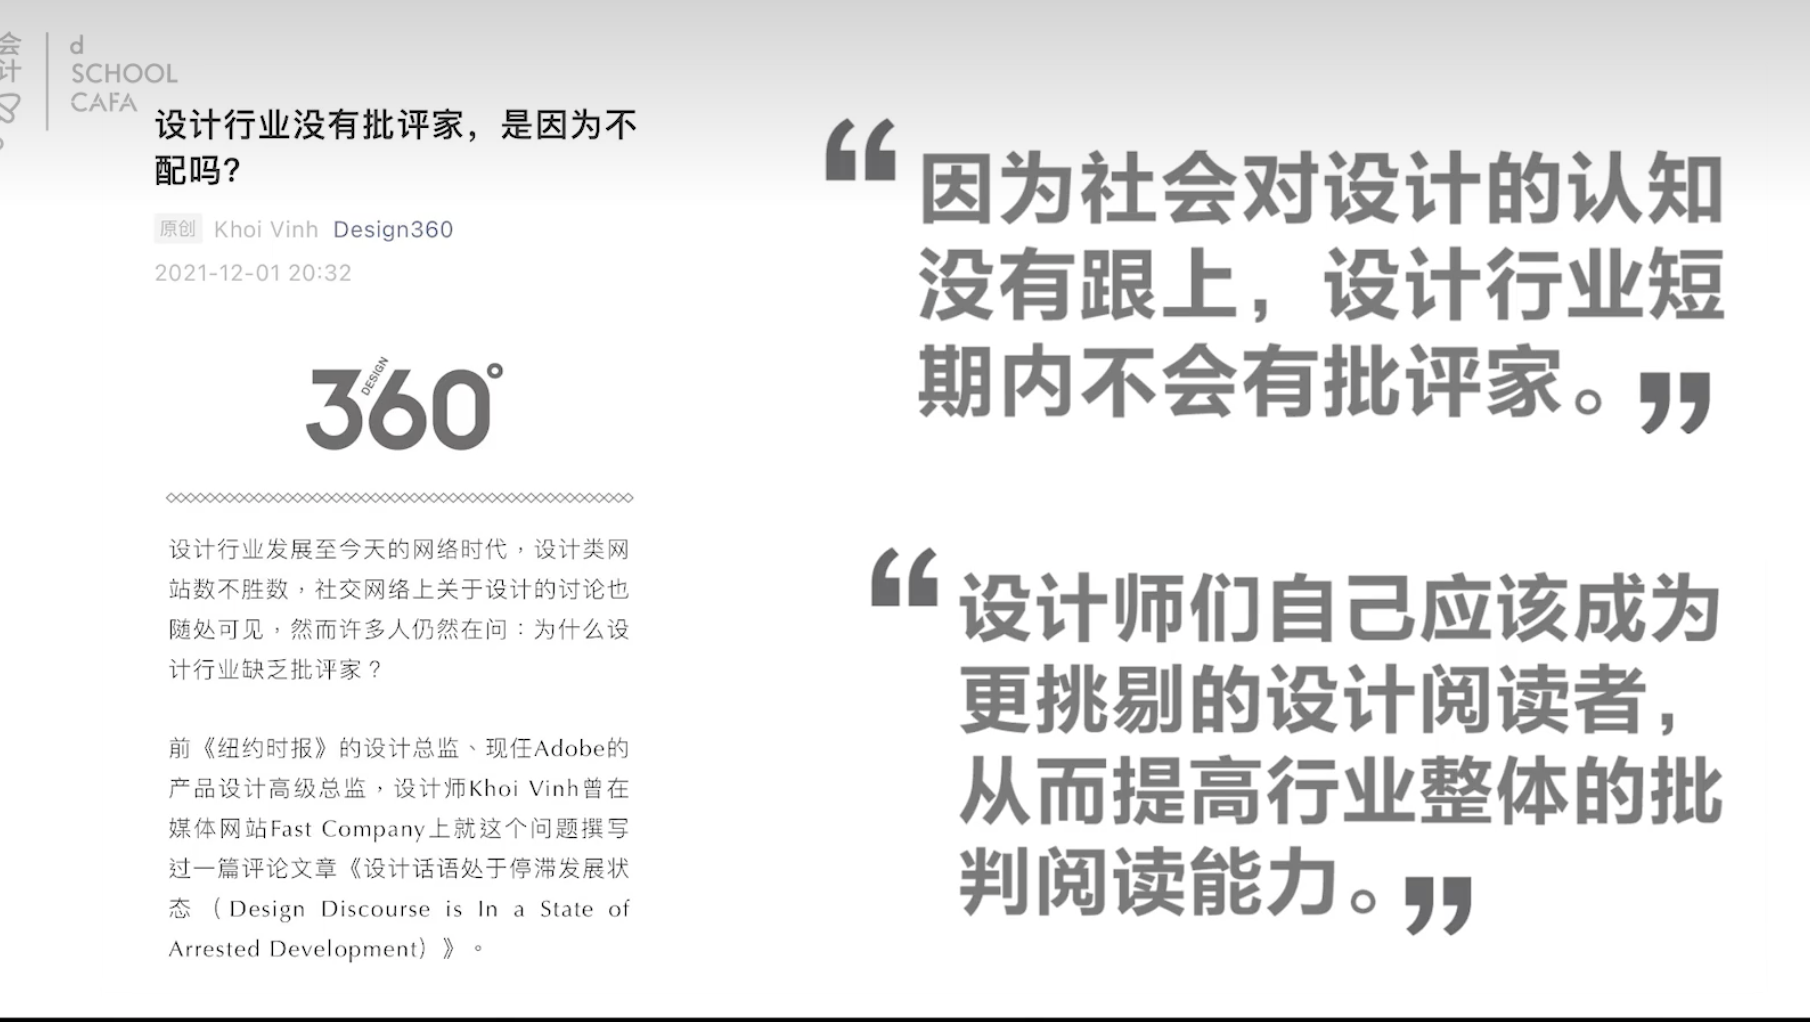 会
计
d
SCHOOL
CAFA
设计行业没有批评家，是因为不
配吗？
原创 Khoi Vinh Design360
2021-12-01 20:32
DESIGN
360°
设计行业发展至今天的网络时代，设计类网
站数不胜数，社交网络上关于设计的讨论也
随处可见，然而许多人仍然在问：为什么设
计行业缺乏批评家？
前《纽约时报》的设计总监、现任Adobe的
产品设计高级总监，设计师Khoi Vinh曾在
媒体网站Fast Company上就这个问题撰写
过一篇评论文章《设计话语处于停滞发展状
态（Design Discourse is In a State of
Arrested Development）》。
“因为社会对设计的认知
没有跟上，设计行业短
期内不会有批评家。”
“设计师们自己应该成为
更挑剔的设计阅读者，
从而提高行业整体的批
判阅读能力。”